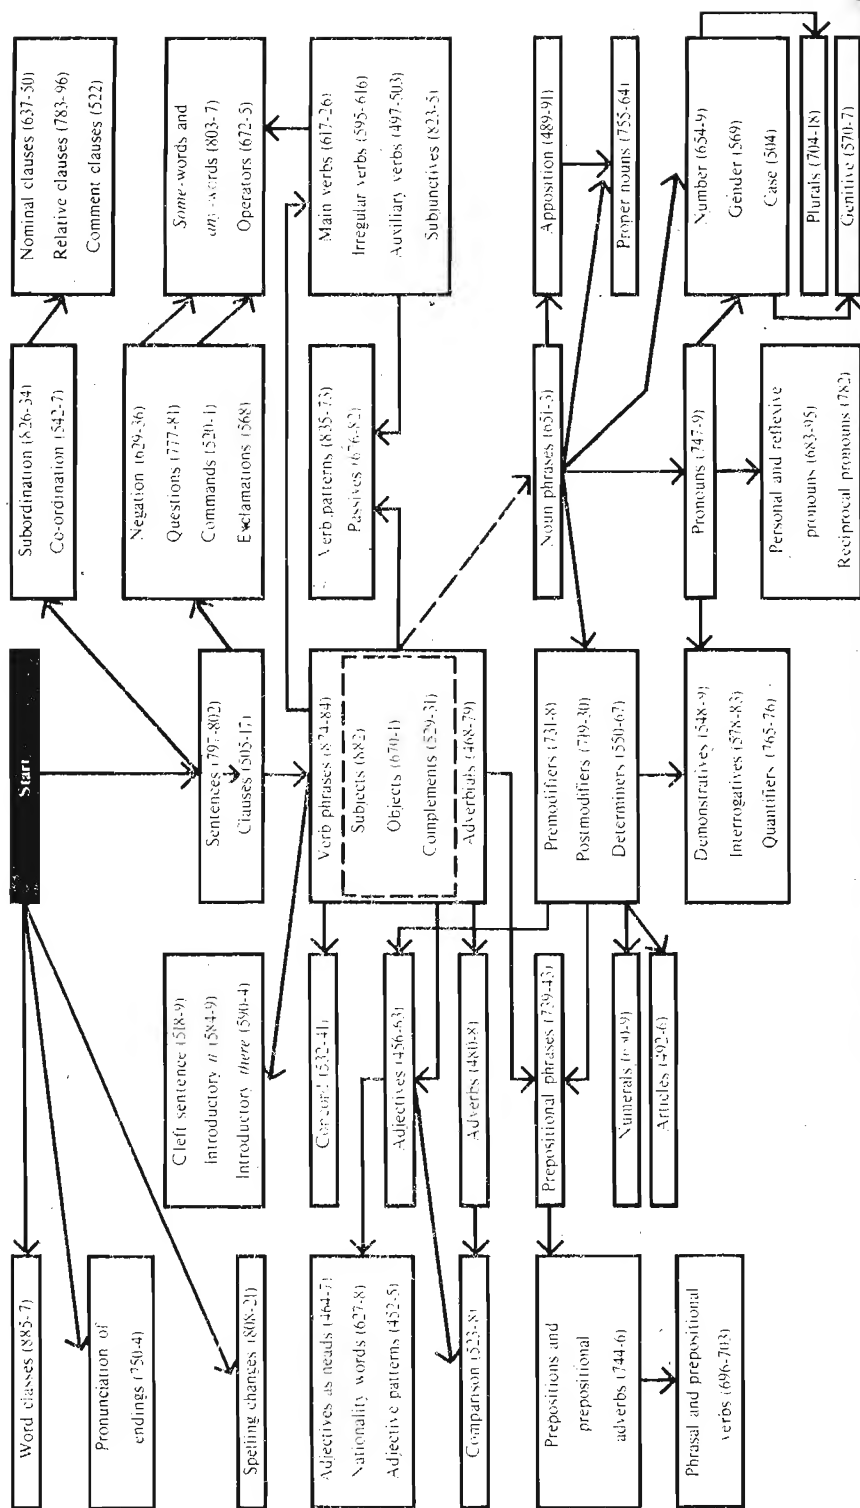 Word classes (885-7)
Pronunciation of
endings (750-4)
Spelling changes (808-21)
Start
Cleft sentence (518-9)
Introductory it (584-9)
Introductory there (590-4)
Sentences (797-802)
Clauses (505-17)
Subordination (826-34)
Co-ordination (542-7)
Nominal clauses (637-50)
Relative clauses (783-96)
Comment clauses (522)
Negation (629-36)
Questions (777-81)
Commands (520-1)
Exclamations (568)
Some-words and
any-words (803-7)
Operators (672-5)
Adjectives as heads (464-7)
Nationality words (627-8)
Adjective patterns (452-5)
Comparison (523-8)
Concord (532-41)
Adjectives (456-63)
Adverbs (480-8)
Verb phrases (874-84)
Subjects (882)
Objects (670-1)
Complements (529-31)
Adverbials (468-79)
Verb patterns (835-73)
Passives (676-82)
Main verbs (617-26)
Irregular verbs (595-616)
Auxiliary verbs (497-503)
Subjunctives (823-5)
Prepositions and
prepositional
adverbs (744-6)
Phrasal and prepositional
verbs (696-703)
Prepositional phrases (739-43)
Numerals
Articles (492-6)
Premodifiers (731-8)
Postmodifiers (719-30)
Determiners (550-67)
Demonstratives (548-9)
Interrogatives (578-83)
Quantifiers (765-76)
Noun phrases (651-3)
Pronouns (747-9)
Personal and reflexive
pronouns (683-95)
Reciprocal pronouns (782)
Apposition (489-91)
Proper nouns (755-64)
Number (654-9)
Gender (569)
Case (504)
Plurals (704-18)
Genitive (570-7)